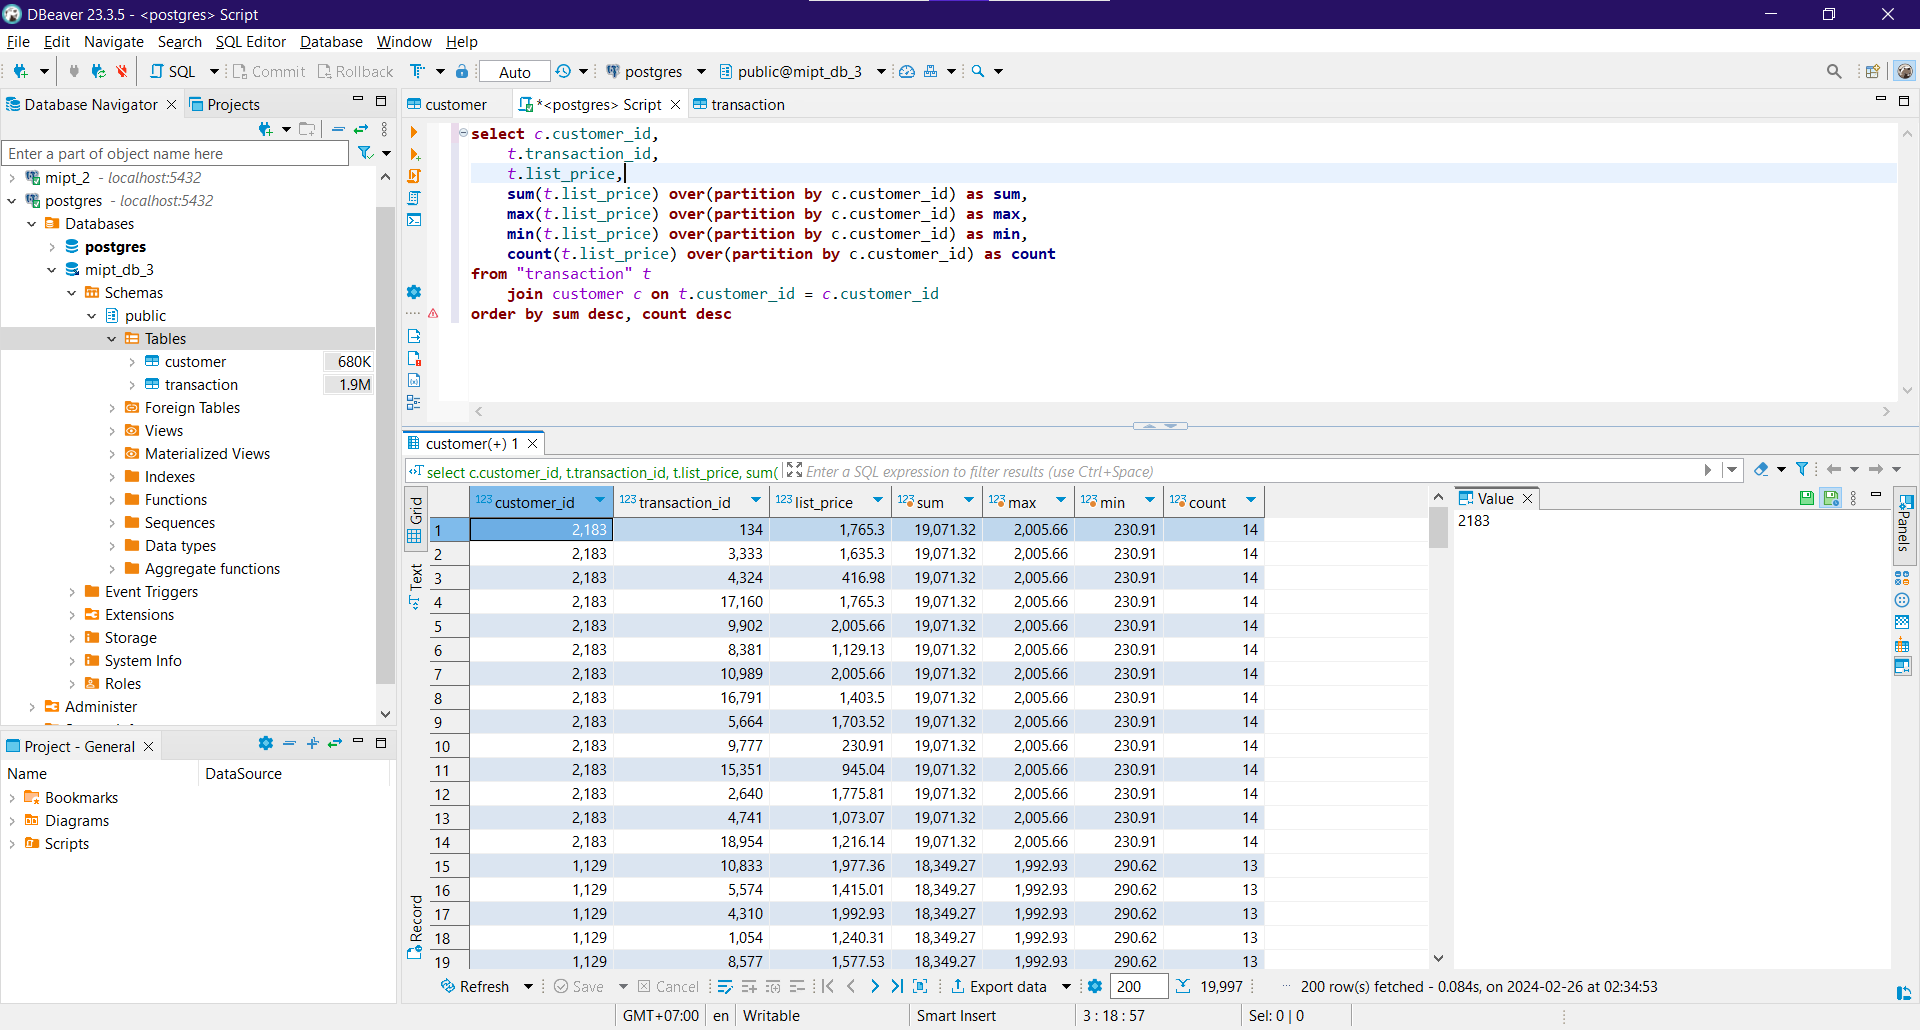 DBeaver 23.3.5 - <postgres> Script
File Edit Navigate Search SQL Editor Database Window Help
SQL Commit Rollback Auto postgres public@mipt_db_3
Database Navigator Projects
Enter a part of object name here
mipt_2 - localhost:5432
postgres - localhost:5432
Databases
postgres
mipt_db_3
Schemas
public
Tables
customer 680K
transaction 1.9M
Foreign Tables
Views
Materialized Views
Indexes
Functions
Sequences
Data types
Aggregate functions
Event Triggers
Extensions
Storage
System Info
Roles
Administer
Project - General
Name DataSource
Bookmarks
Diagrams
Scripts
customer *<postgres> Script transaction
select c.customer_id,
t.transaction_id,
t.list_price,
sum(t.list_price) over(partition by c.customer_id) as sum,
max(t.list_price) over(partition by c.customer_id) as max,
min(t.list_price) over(partition by c.customer_id) as min,
count(t.list_price) over(partition by c.customer_id) as count
from "transaction" t
join customer c on t.customer_id = c.customer_id
order by sum desc, count desc
customer(+) 1
select c.customer_id, t.transaction_id, t.list_price, sum( Enter a SQL expression to filter results (use Ctrl+Space)
Grid
Text
Record
123 customer_id 123 transaction_id 123 list_price 123 sum 123 max 123 min 123 count
1 2,183 134 1,765.3 19,071.32 2,005.66 230.91 14
2 2,183 3,333 1,635.3 19,071.32 2,005.66 230.91 14
3 2,183 4,324 416.98 19,071.32 2,005.66 230.91 14
4 2,183 17,160 1,765.3 19,071.32 2,005.66 230.91 14
5 2,183 9,902 2,005.66 19,071.32 2,005.66 230.91 14
6 2,183 8,381 1,129.13 19,071.32 2,005.66 230.91 14
7 2,183 10,989 2,005.66 19,071.32 2,005.66 230.91 14
8 2,183 16,791 1,403.5 19,071.32 2,005.66 230.91 14
9 2,183 5,664 1,703.52 19,071.32 2,005.66 230.91 14
10 2,183 9,777 230.91 19,071.32 2,005.66 230.91 14
11 2,183 15,351 945.04 19,071.32 2,005.66 230.91 14
12 2,183 2,640 1,775.81 19,071.32 2,005.66 230.91 14
13 2,183 4,741 1,073.07 19,071.32 2,005.66 230.91 14
14 2,183 18,954 1,216.14 19,071.32 2,005.66 230.91 14
15 1,129 10,833 1,977.36 18,349.27 1,992.93 290.62 13
16 1,129 5,574 1,415.01 18,349.27 1,992.93 290.62 13
17 1,129 4,310 1,992.93 18,349.27 1,992.93 290.62 13
18 1,129 1,054 1,240.31 18,349.27 1,992.93 290.62 13
19 1,129 8,577 1,577.53 18,349.27 1,992.93 290.62 13
Value
2183
Panels
Refresh Save Cancel Export data 200 19,997 200 row(s) fetched - 0.084s, on 2024-02-26 at 02:34:53
GMT+07:00 en Writable Smart Insert 3 : 18 : 57 Sel: 0 | 0